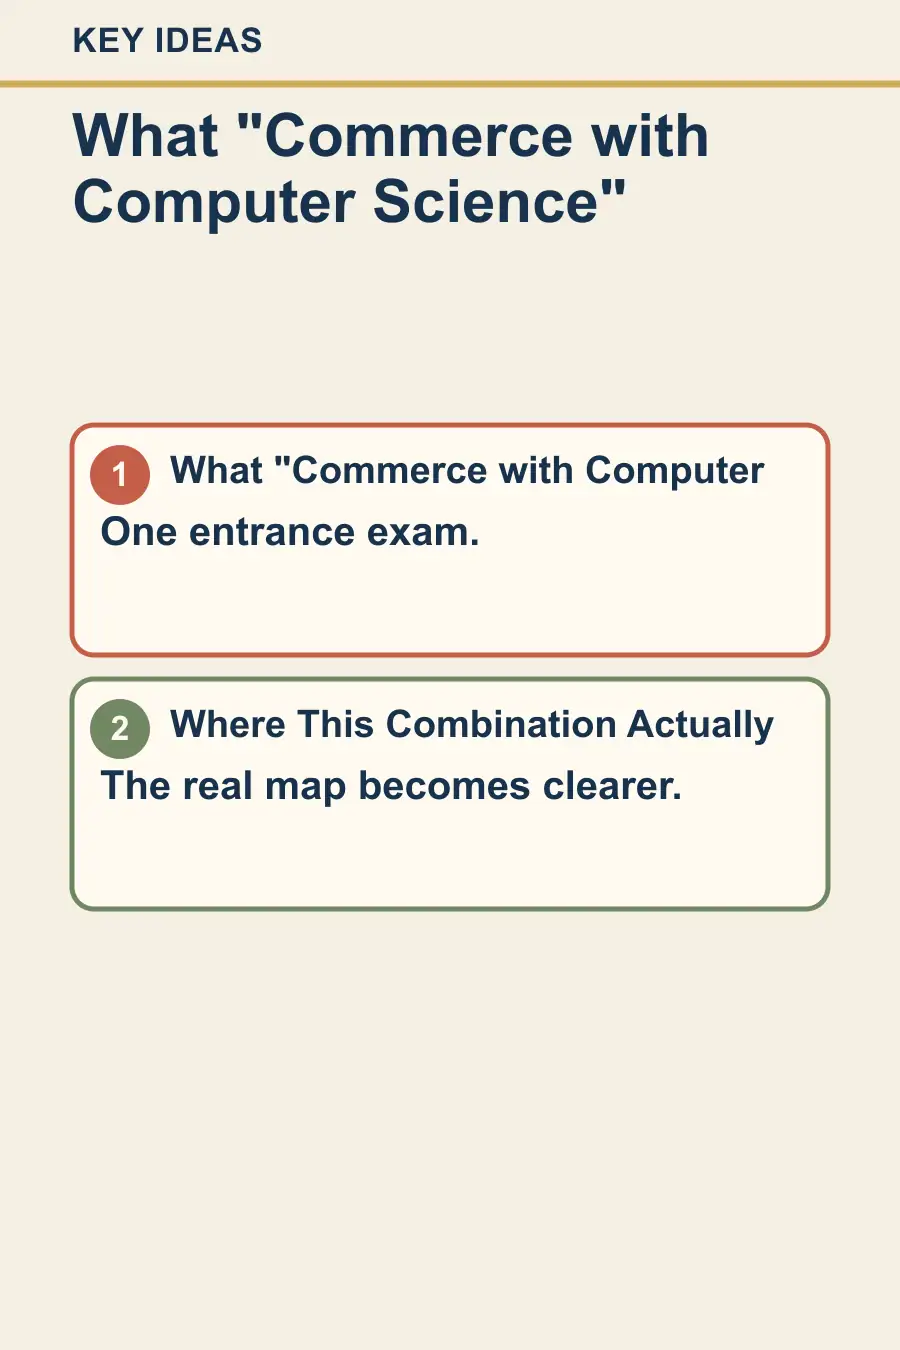 KEY IDEAS
What "Commerce with
Computer Science"
1 What "Commerce with Computer
One entrance exam.
2 Where This Combination Actually
The real map becomes clearer.